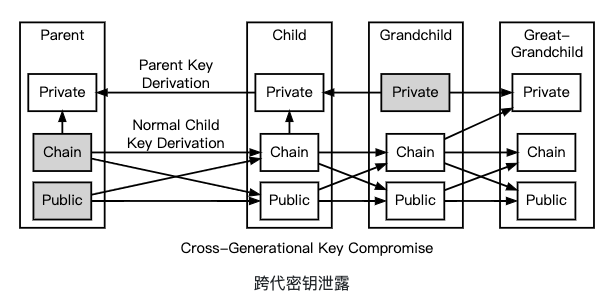 Parent
Child
Grandchild
Great-
Grandchild
Parent Key
Derivation
Private
Private
Private
Private
Normal Child
Key Derivation
Chain
Chain
Chain
Chain
Public
Public
Public
Public
Cross-Generational Key Compromise
跨代密钥泄露